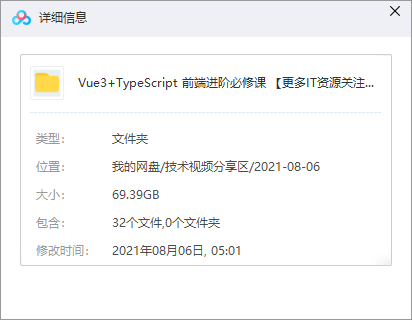 详细信息
Vue3+TypeScript 前端进阶必修课 【更多IT资源关注...
类型: 文件夹
位置: 我的网盘/技术视频分享区/2021-08-06
大小: 69.39GB
包含: 32个文件,0个文件夹
修改时间: 2021年08月06日, 05:01